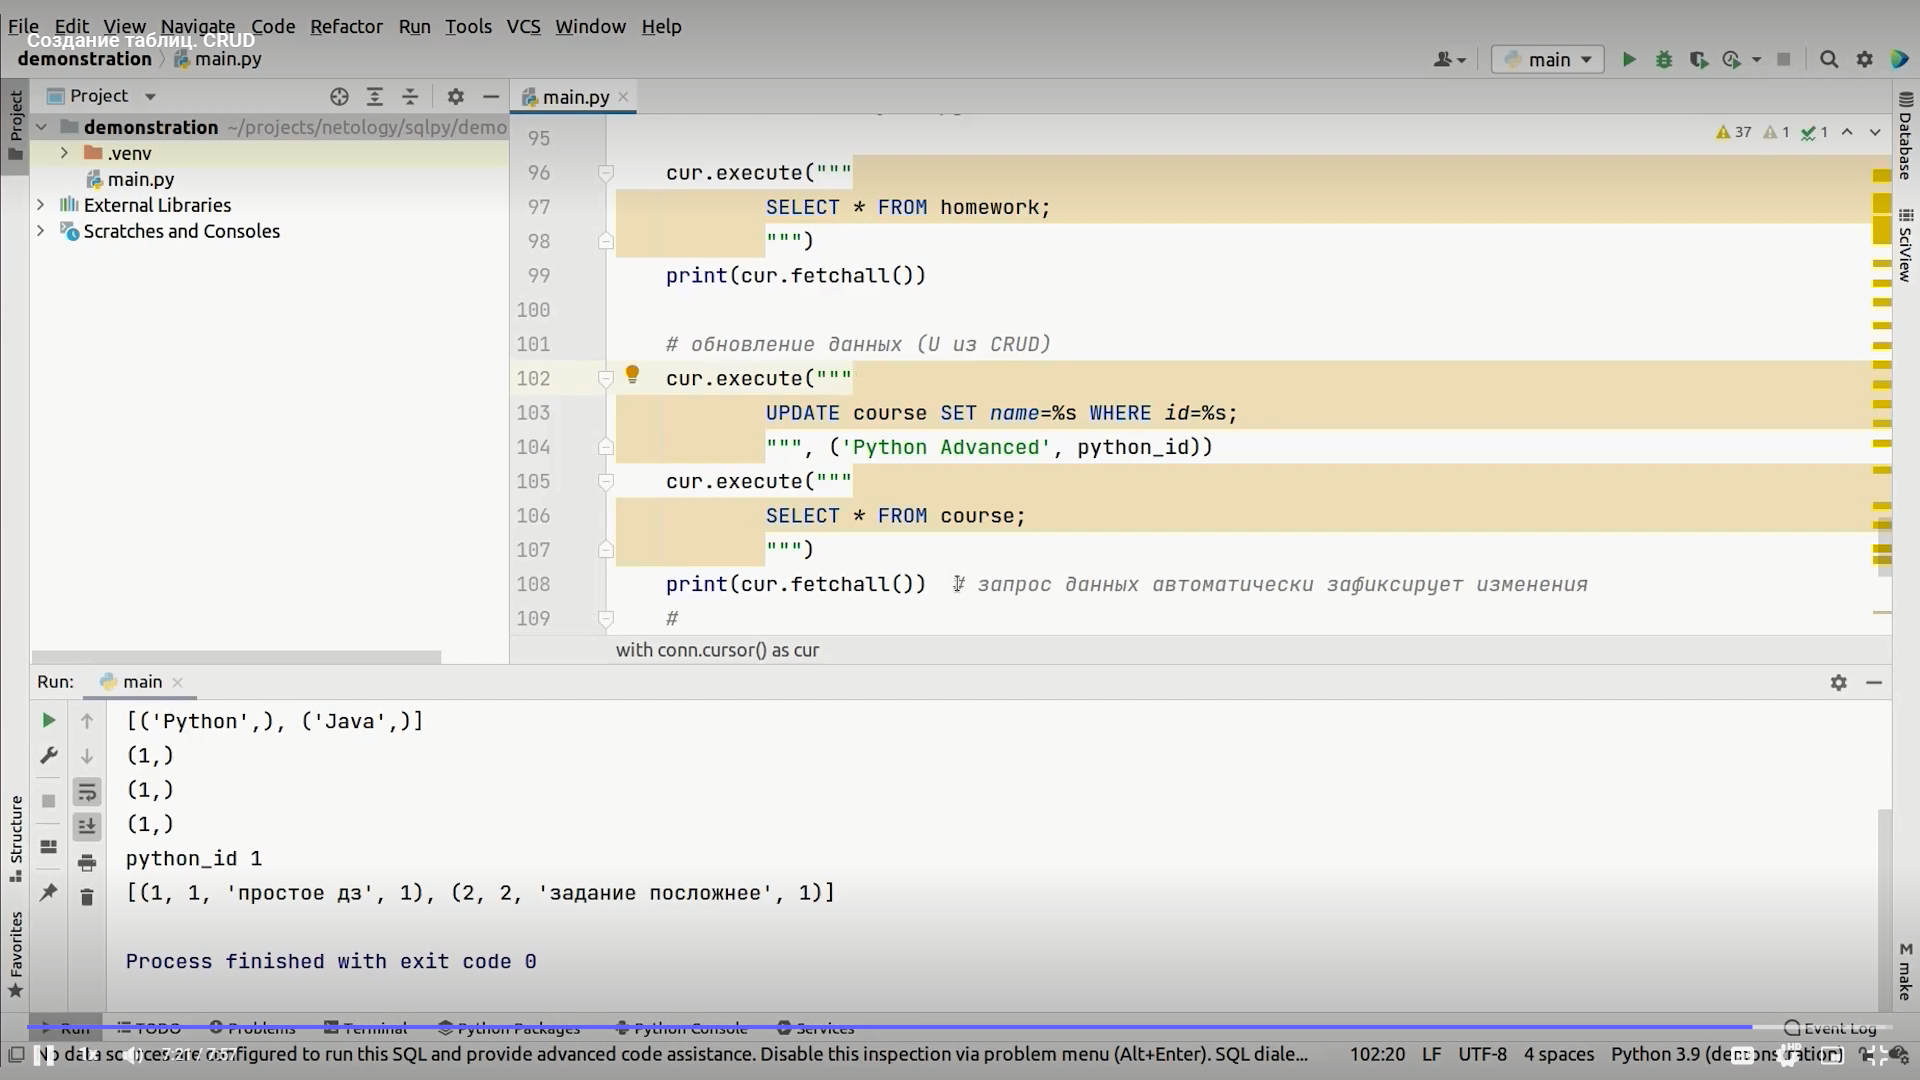 File Edit View Navigate Code Refactor Run Tools VCS Window Help
Создание таблиц. CRUD
demonstration main.py
main
Project
main.py
demonstration ~/projects/netology/sqlpy/demo
.venv
main.py
External Libraries
Scratches and Consoles
Project
Structure
Favorites
37 1 1
Database
SciView
make
95
96 cur.execute("""
97 SELECT * FROM homework;
98 """)
99 print(cur.fetchall())
100
101 # обновление данных (U из CRUD)
102 cur.execute("""
103 UPDATE course SET name=%s WHERE id=%s;
104 """, ('Python Advanced', python_id))
105 cur.execute("""
106 SELECT * FROM course;
107 """)
108 print(cur.fetchall()) # запрос данных автоматически зафиксирует изменения
109 #
with conn.cursor() as cur
Run: main
[('Python',), ('Java',)]
(1,)
(1,)
(1,)
python_id 1
[(1, 1, 'простое дз', 1), (2, 2, 'задание посложнее', 1)]
Process finished with exit code 0
Run TODO Problems Terminal Python Packages Python Console Services Event Log
No data sources are configured to run this SQL and provide advanced code assistance. Disable this inspection via problem menu (Alt+Enter). SQL diale... 102:20 LF UTF-8 4 spaces Python 3.9 (demonstration)
HD